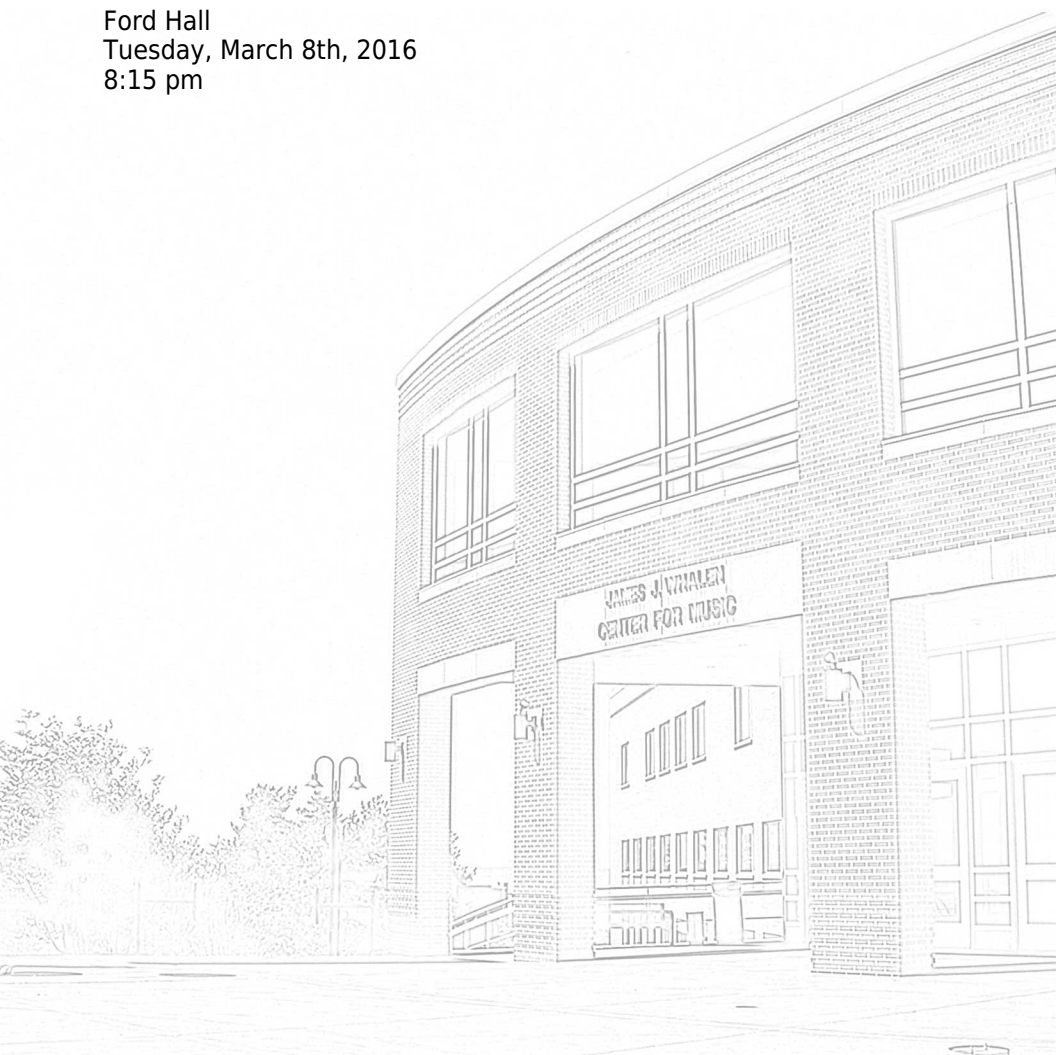 Ford Hall
Tuesday, March 8th, 2016
8:15 pm
JAMES J. WHALEN
CENTER FOR MUSIC